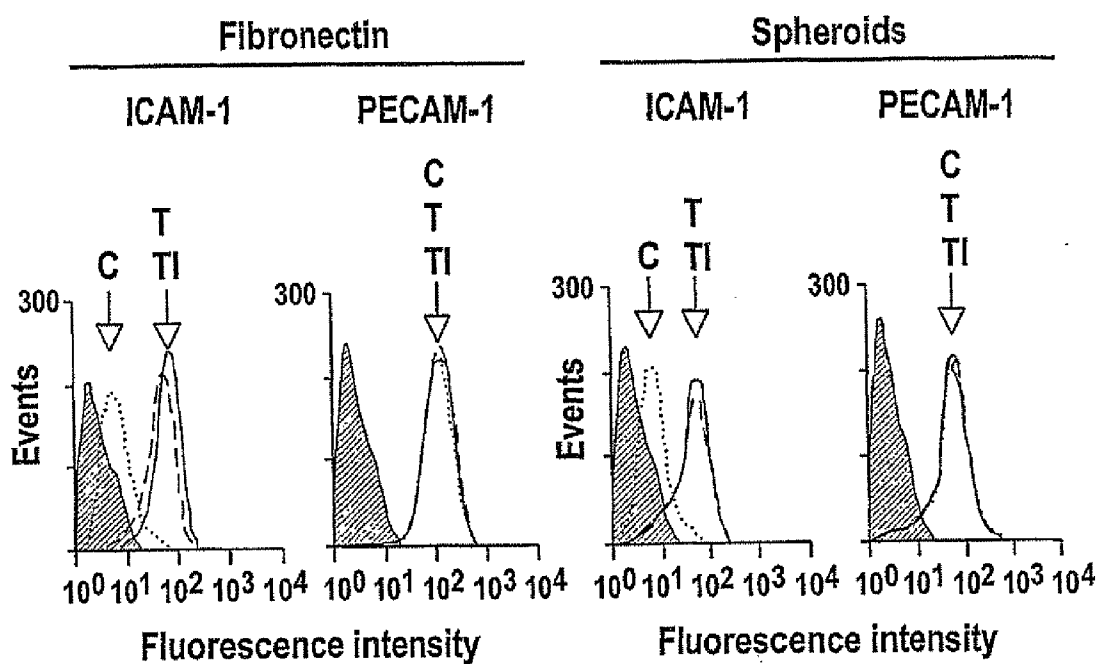 Fibronectin Spheroids
ICAM-1 PECAM-1 ICAM-1 PECAM-1
C C
T T T T
C TI TI C TI TI
300 300 300 300
Events Events
10⁰ 10¹ 10² 10³ 10⁴ 10⁰ 10¹ 10² 10³ 10⁴ 10⁰ 10¹ 10² 10³ 10⁴ 10⁰ 10¹ 10² 10³ 10⁴
Fluorescence intensity Fluorescence intensity